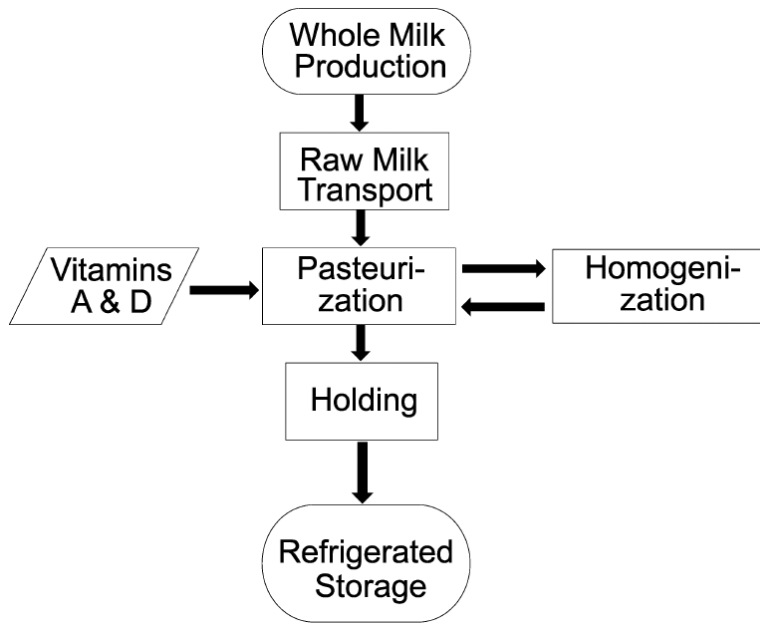 Whole Milk
Production
Raw Milk
Transport
Vitamins
A & D
Pasteuri-
zation
Homogeni-
zation
Holding
Refrigerated
Storage